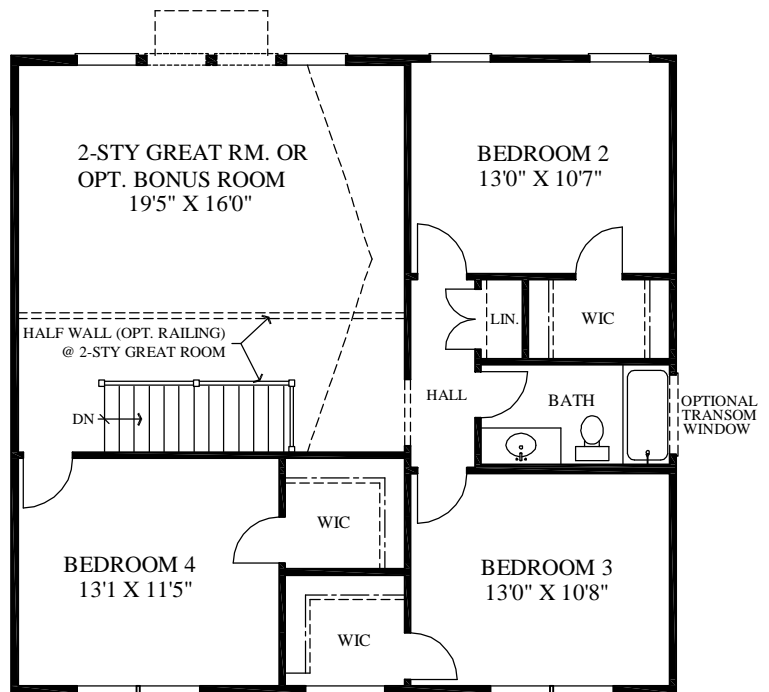 2-STY GREAT RM. OR
OPT. BONUS ROOM
19'5" X 16'0"
BEDROOM 2
13'0" X 10'7"
HALF WALL (OPT. RAILING)
@ 2-STY GREAT ROOM
LIN.
WIC
DN
HALL
BATH
OPTIONAL
TRANSOM
WINDOW
WIC
BEDROOM 4
13'1 X 11'5"
BEDROOM 3
13'0" X 10'8"
WIC